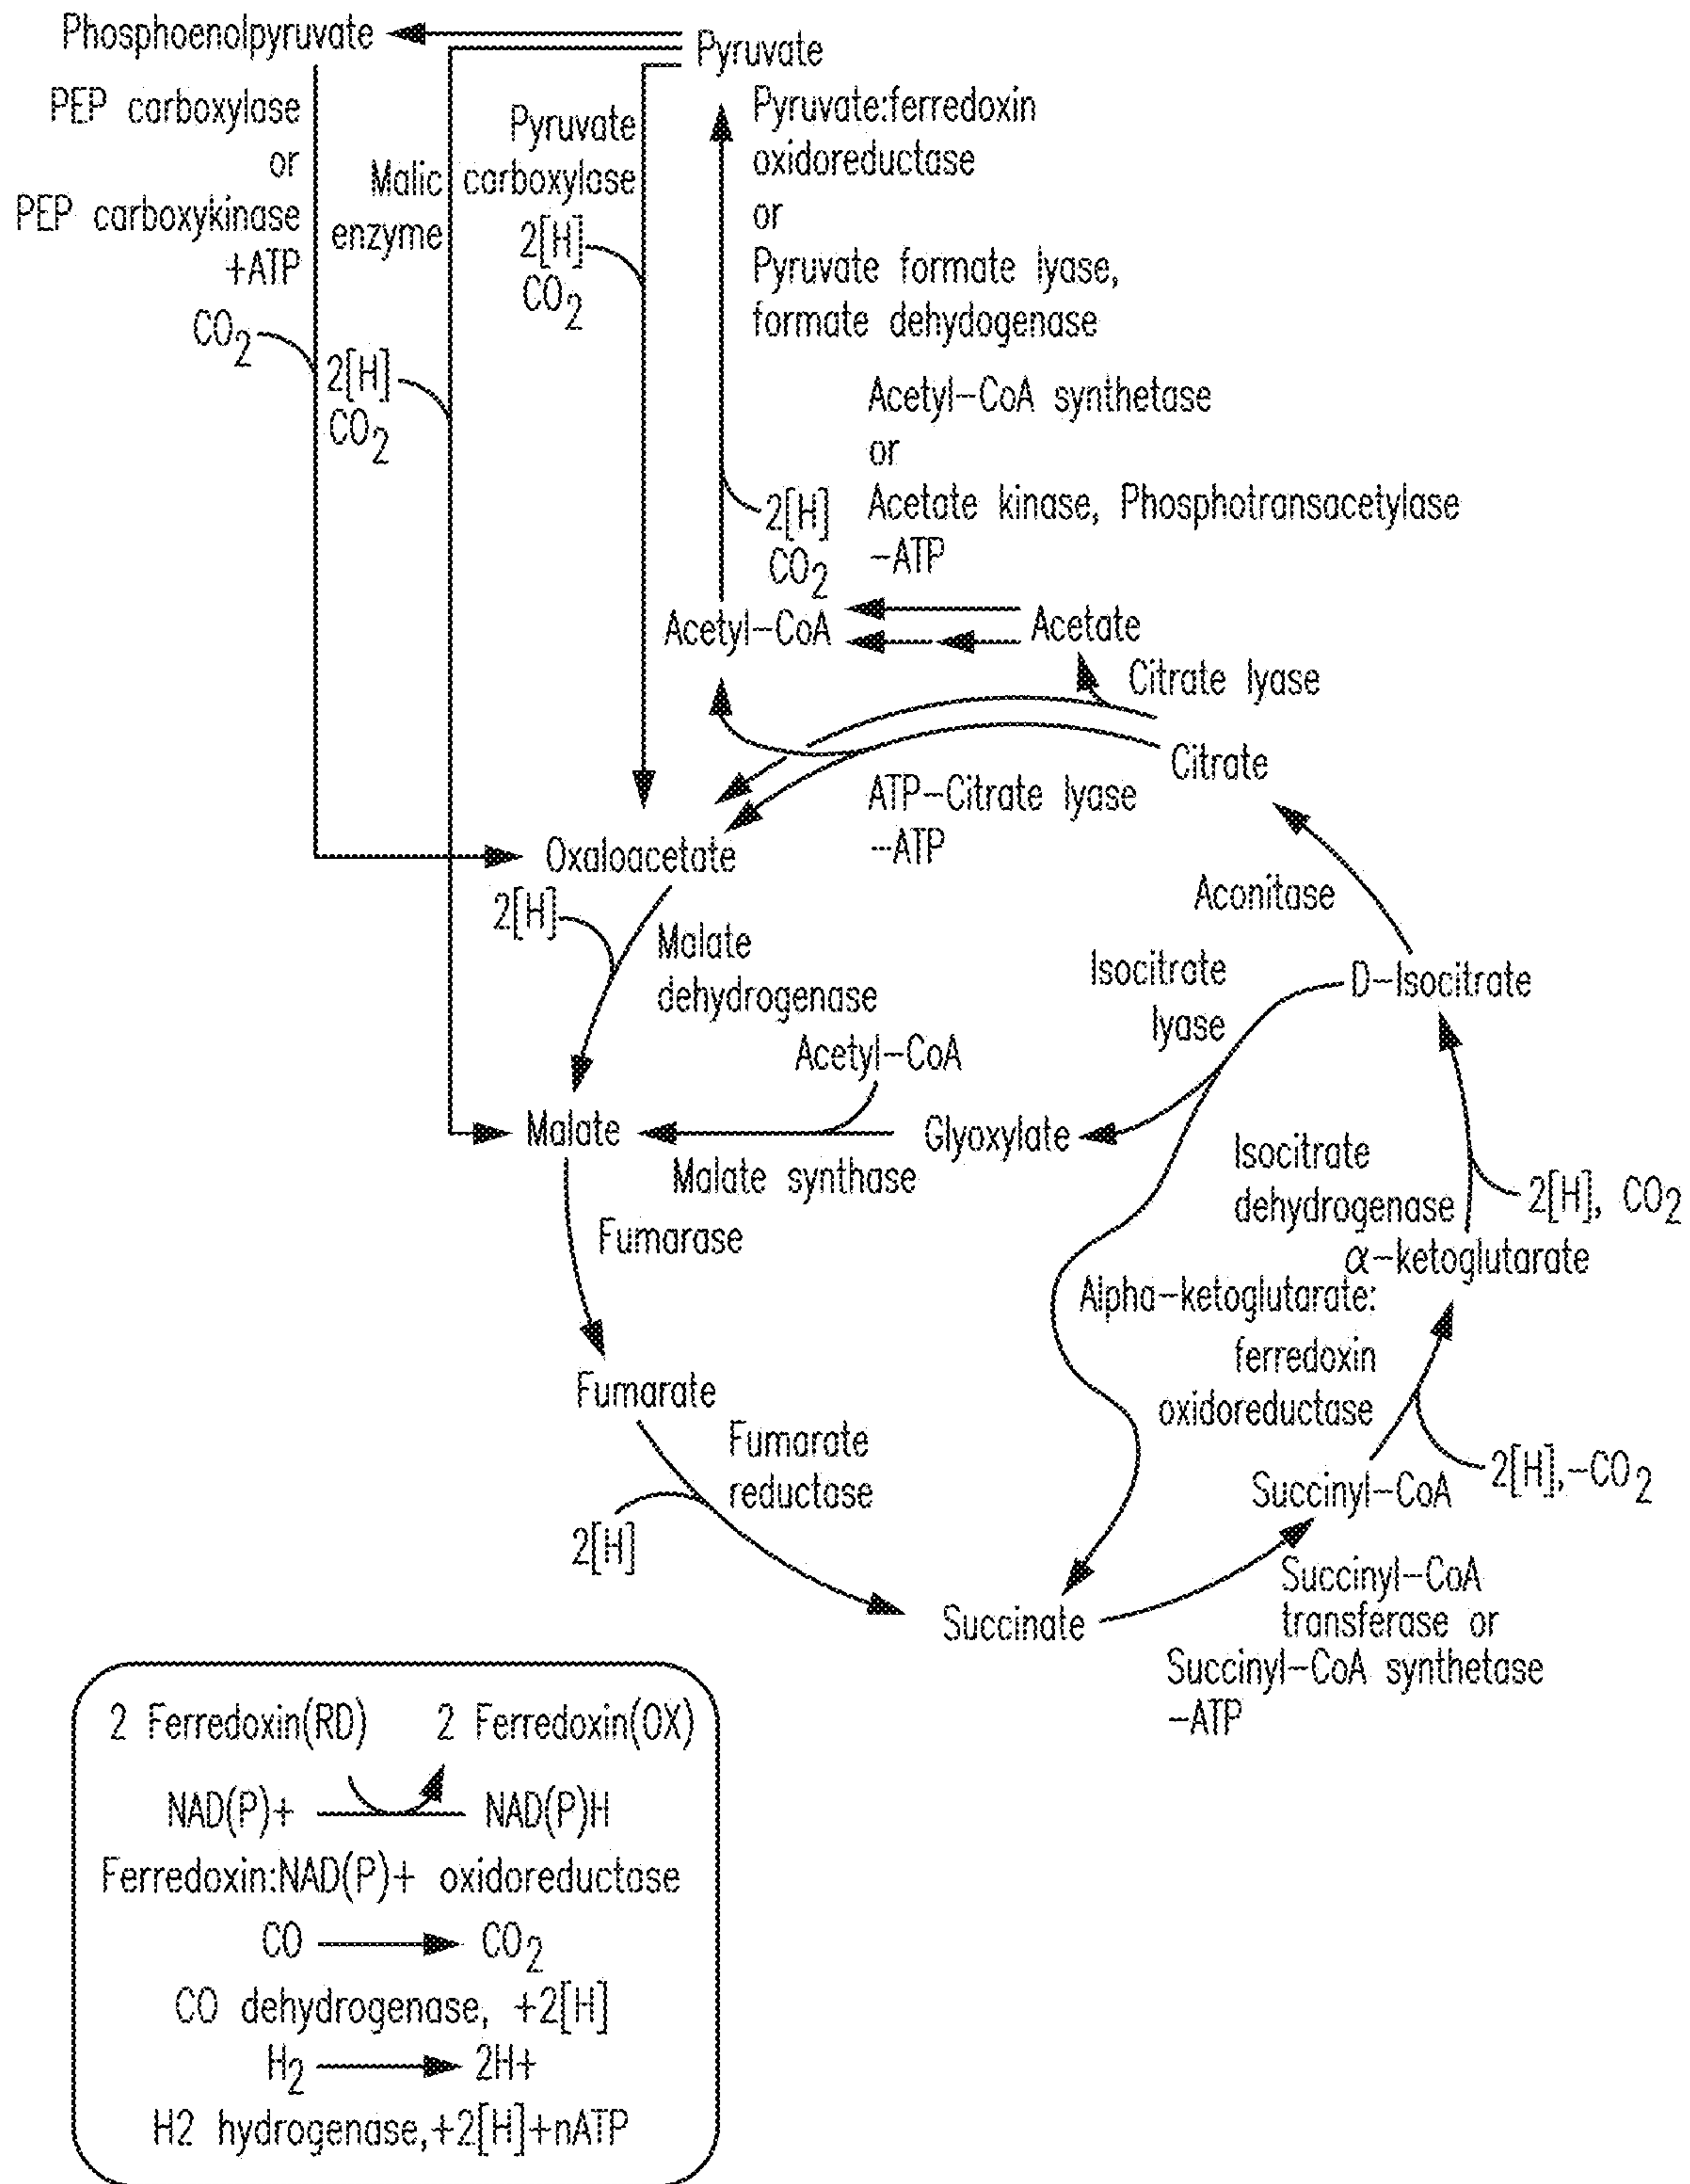 Phosphoenolpyruvate
Pyruvate
PEP carboxylase
or
PEP carboxykinase
+ATP
CO2
Malic
enzyme
2[H]
CO2
Pyruvate
carboxylase
2[H]
CO2
Pyruvate:ferredoxin
oxidoreductase
or
Pyruvate formate lyase,
formate dehydogenase
Acetyl-CoA synthetase
or
Acetate kinase, Phosphotransacetylase
-ATP
2[H]
CO2
Acetyl-CoA
Acetate
Citrate lyase
Citrate
ATP-Citrate lyase
--ATP
Oxaloacetate
2[H]
Malate
dehydrogenase
Aconitase
Isocitrate
lyase
D-Isocitrate
Acetyl-CoA
Malate
Glyoxylate
Malate synthase
Isocitrate
dehydrogenase
2[H], CO2
Fumarase
α-ketoglutarate
Alpha-ketoglutarate:
ferredoxin
oxidoreductase
Fumarate
Fumarate
reductase
2[H]
Succinyl-CoA
2[H],-CO2
Succinate
Succinyl-CoA
transferase or
Succinyl-CoA synthetase
-ATP
2 Ferredoxin(RD) 2 Ferredoxin(OX)
NAD(P)+ NAD(P)H
Ferredoxin:NAD(P)+ oxidoreductase
CO CO2
CO dehydrogenase, +2[H]
H2 2H+
H2 hydrogenase,+2[H]+nATP